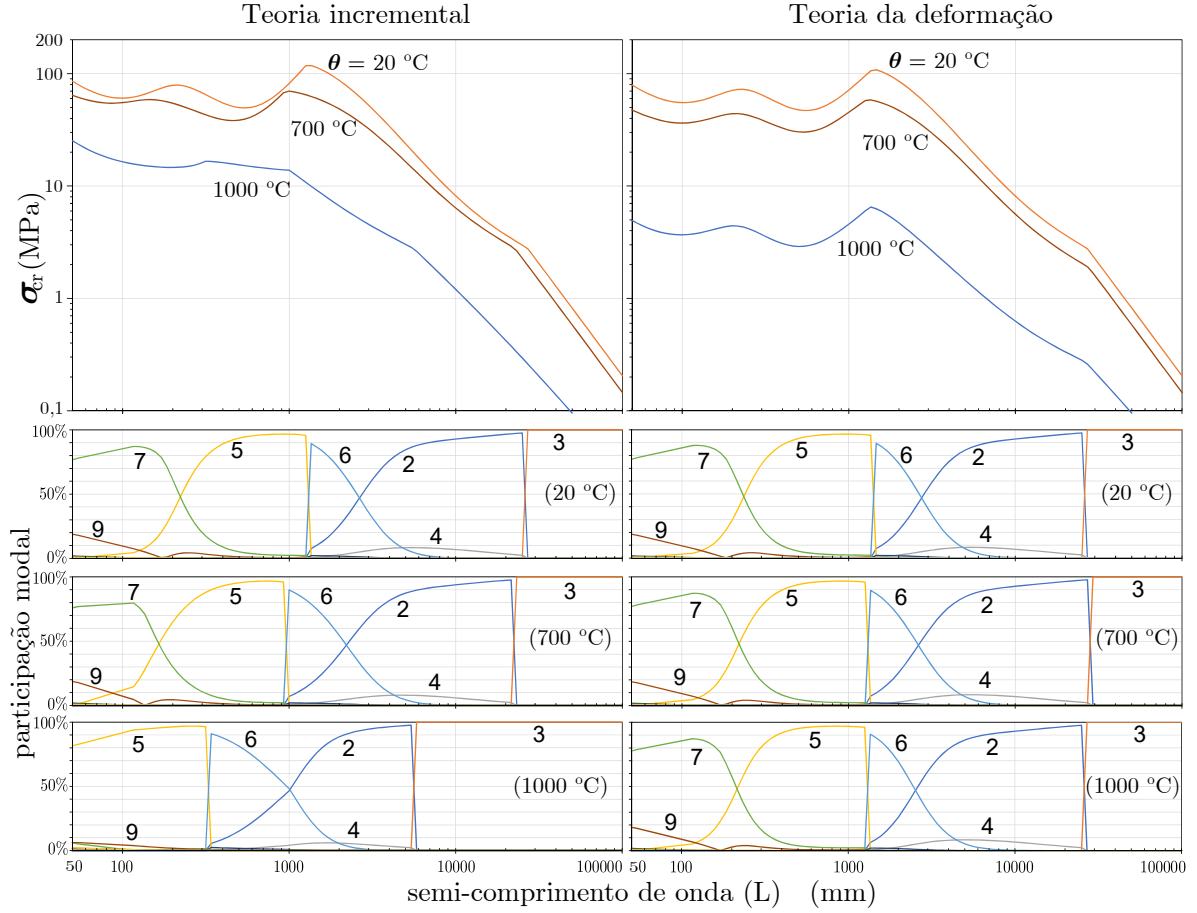 Teoria incremental
Teoria da deformação
200
100
10
1
0,1
σcr (MPa)
θ = 20 ºC
700 ºC
1000 ºC
θ = 20 ºC
700 ºC
1000 ºC
participação modal
100%
50%
0%
9
7
5
6
2
4
3
(20 ºC)
9
7
5
6
2
4
3
(20 ºC)
100%
50%
0%
9
7
5
6
2
4
3
(700 ºC)
9
7
5
6
2
4
3
(700 ºC)
100%
50%
0%
9
5
6
2
4
3
(1000 ºC)
9
7
5
6
2
4
3
(1000 ºC)
50 100 1000 10000 100000
50 100 1000 10000 100000
semi-comprimento de onda (L) (mm)